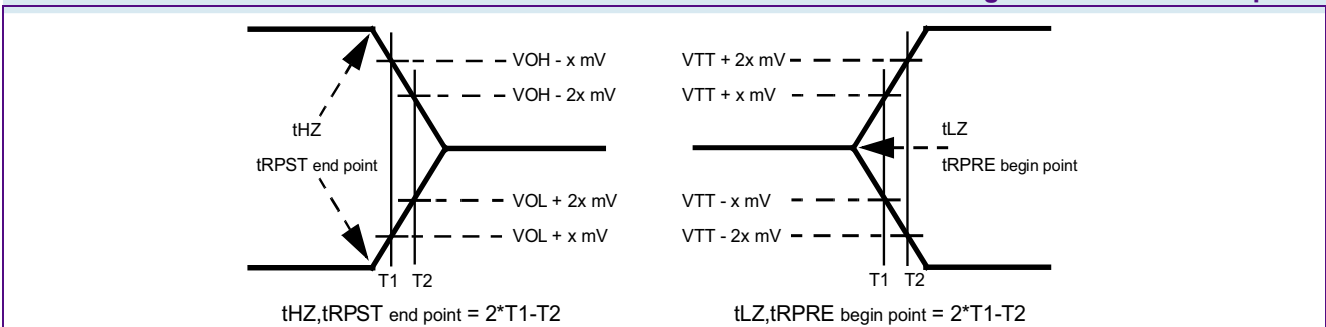 VOH - x mV
VOH - 2x mV
tHZ
tRPST end point
VOL + 2x mV
VOL + x mV
T1 T2
tHZ,tRPST end point = 2*T1-T2
VTT + 2x mV
VTT + x mV
tLZ
tRPRE begin point
VTT - x mV
VTT - 2x mV
T1 T2
tLZ,tRPRE begin point = 2*T1-T2